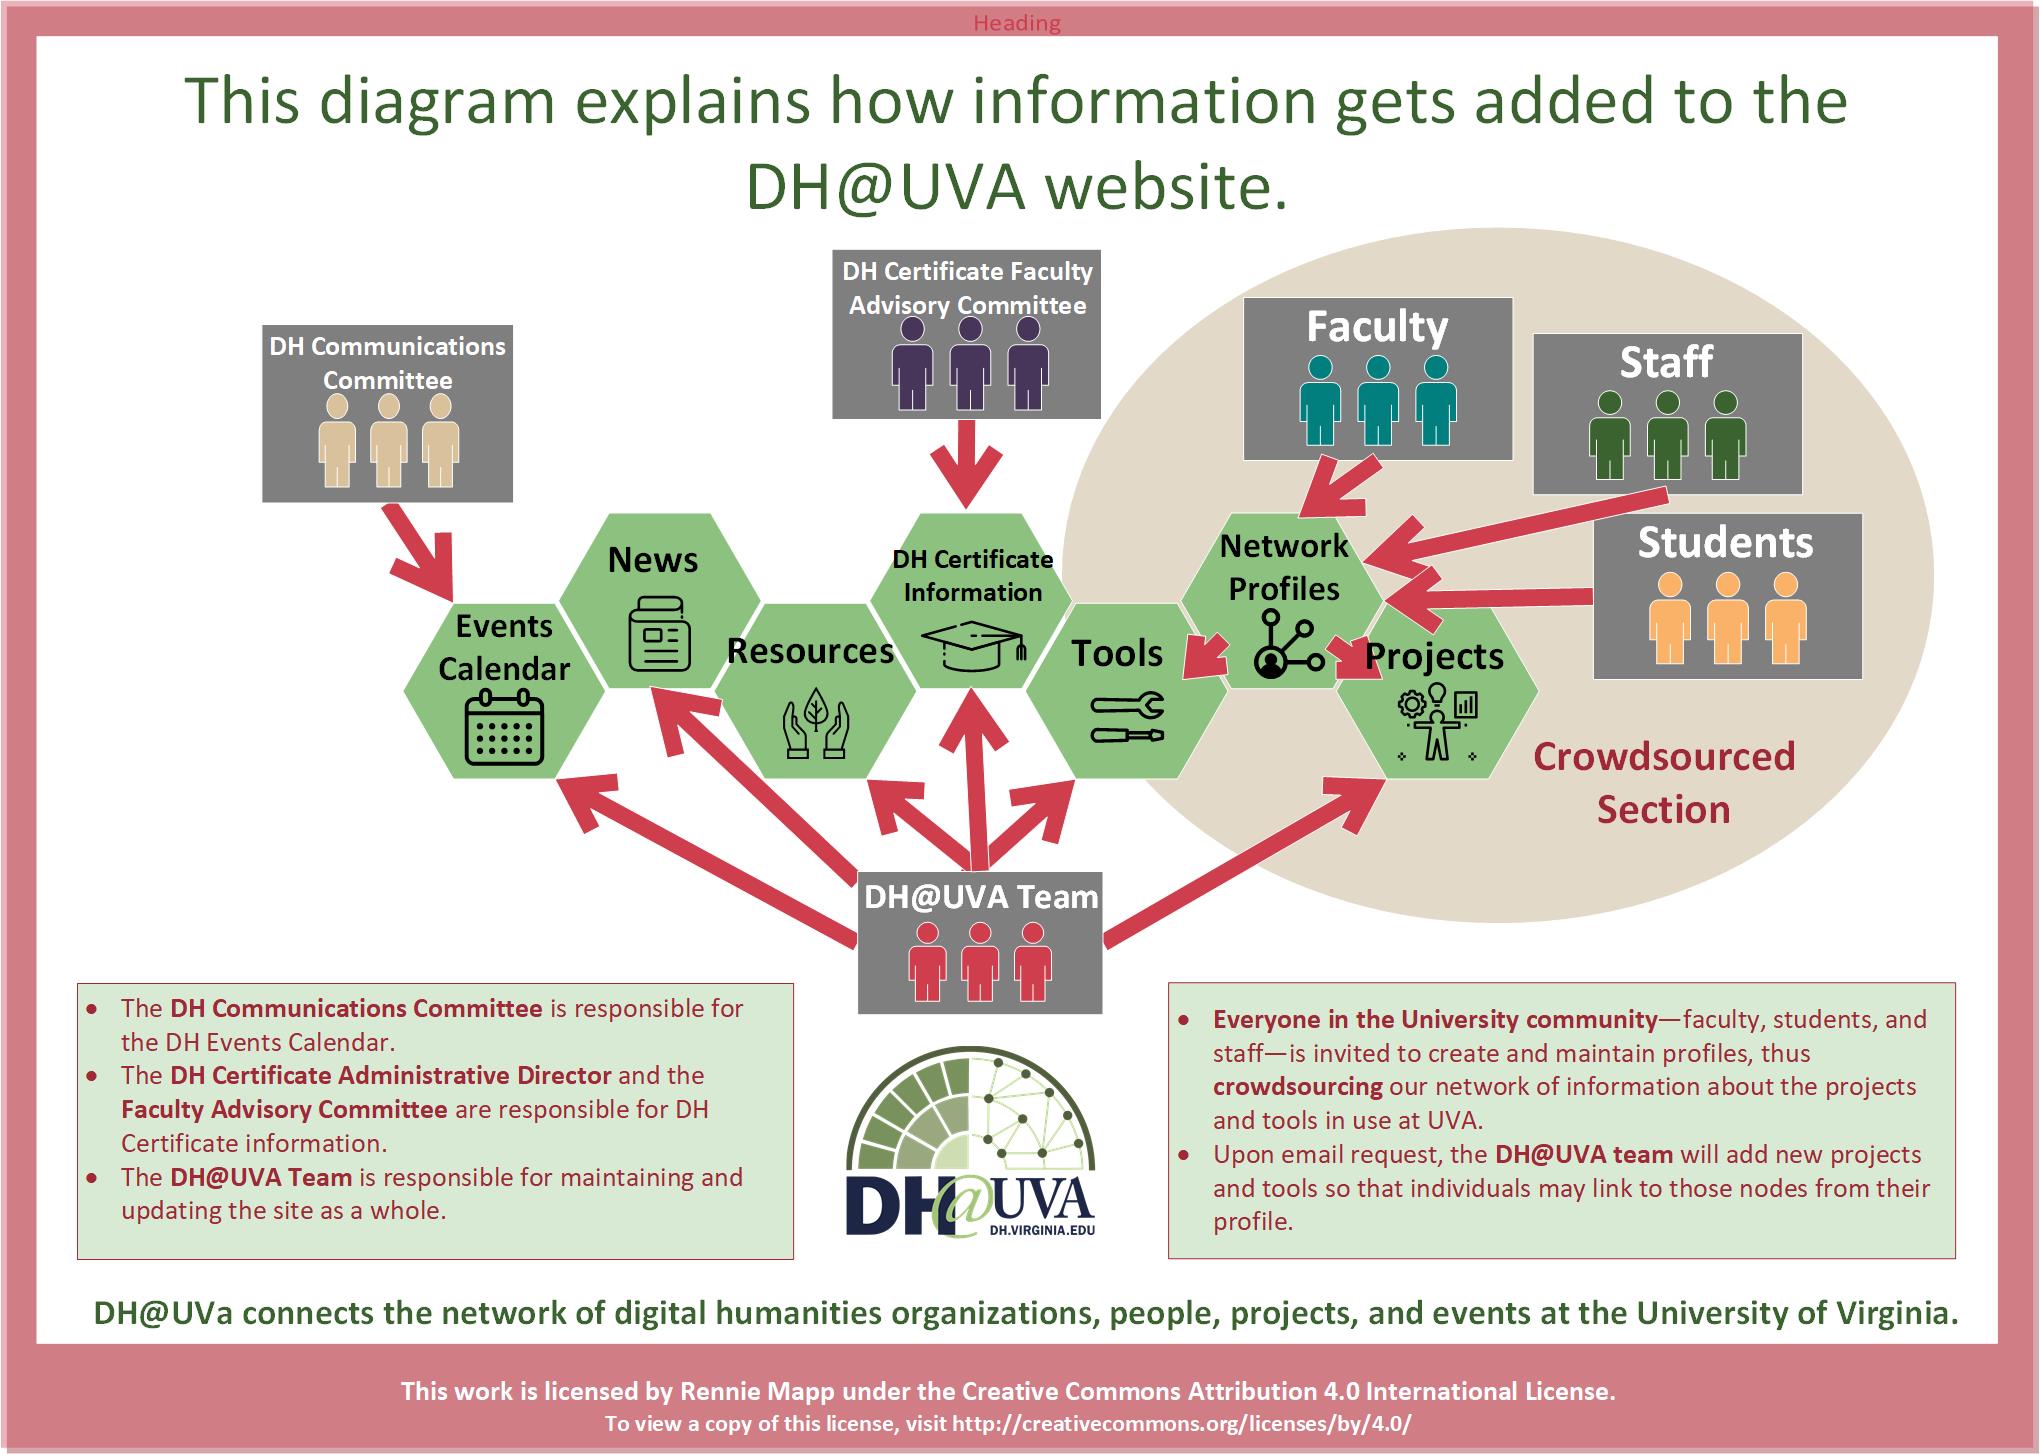 Heading
This diagram explains how information gets added to the
DH@UVA website.
DH Communications
Committee
DH Certificate Faculty
Advisory Committee
Faculty
Staff
Students
Events
Calendar
News
Resources
DH Certificate
Information
Tools
Network
Profiles
Projects
Crowdsourced
Section
DH@UVA Team
• The DH Communications Committee is responsible for
the DH Events Calendar.
• The DH Certificate Administrative Director and the
Faculty Advisory Committee are responsible for DH
Certificate information.
• The DH@UVA Team is responsible for maintaining and
updating the site as a whole.
DH@UVA
DH.VIRGINIA.EDU
• Everyone in the University community—faculty, students, and
staff—is invited to create and maintain profiles, thus
crowdsourcing our network of information about the projects
and tools in use at UVA.
• Upon email request, the DH@UVA team will add new projects
and tools so that individuals may link to those nodes from their
profile.
DH@UVa connects the network of digital humanities organizations, people, projects, and events at the University of Virginia.
This work is licensed by Rennie Mapp under the Creative Commons Attribution 4.0 International License.
To view a copy of this license, visit http://creativecommons.org/licenses/by/4.0/